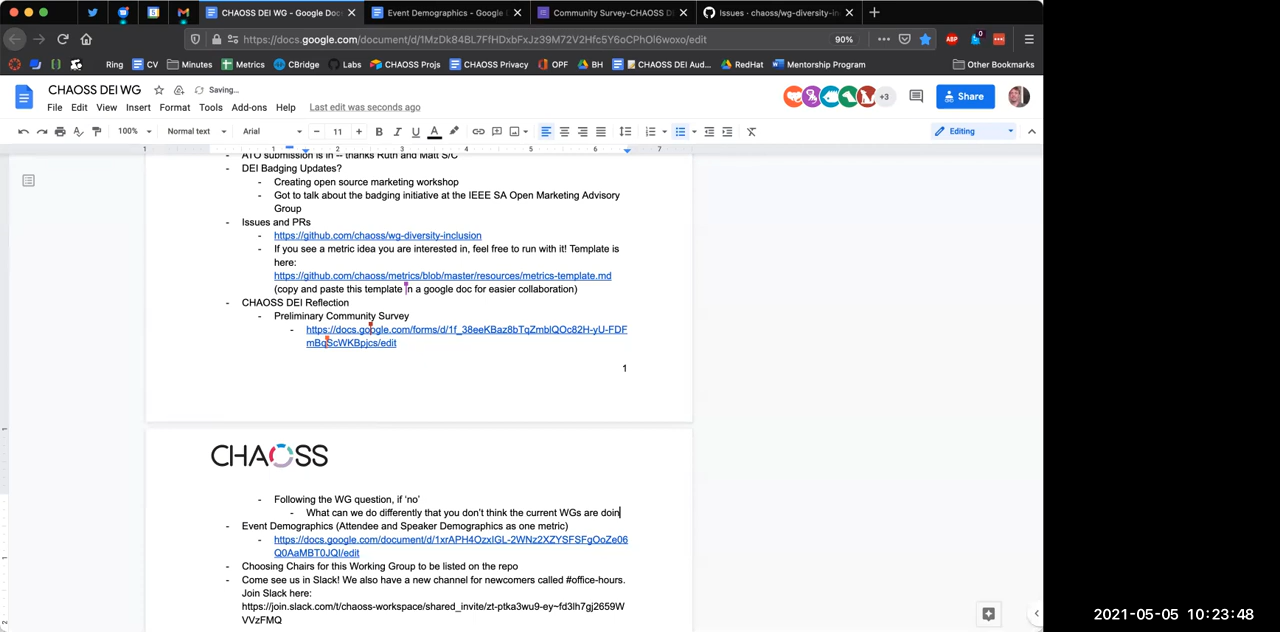 CHAOSS DEI WG - Google Doc
Event Demographics - Google
Community Survey-CHAOSS D
Issues · chaoss/wg-diversity-in
https://docs.google.com/document/d/1MzDk84BL7FfHDxbFxJz39M72V2Hfc5Y6oCPhOl6woxo/edit
90%
ABP
0
Ring
CV
Minutes
Metrics
CBridge
Labs
CHAOSS Projs
CHAOSS Privacy
OPF
BH
CHAOSS DEI Aud...
RedHat
Mentorship Program
Other Bookmarks
CHAOSS DEI WG
Saving...
File Edit View Insert Format Tools Add-ons Help Last edit was seconds ago
+3
Share
100% Normal text Arial 11 B I U A
Editing
1 1 2 3 4 5 6 7
- ATO submission is in -- thanks Ruth and Matt S/C
- DEI Badging Updates?
- Creating open source marketing workshop
- Got to talk about the badging initiative at the IEEE SA Open Marketing Advisory
Group
- Issues and PRs
- https://github.com/chaoss/wg-diversity-inclusion
- If you see a metric idea you are interested in, feel free to run with it! Template is
here:
https://github.com/chaoss/metrics/blob/master/resources/metrics-template.md
(copy and paste this template in a google doc for easier collaboration)
- CHAOSS DEI Reflection
- Preliminary Community Survey
- https://docs.google.com/forms/d/1f_38eeKBaz8bTqZmblQOc82H-yU-FDF
mBqScWKBpjcs/edit
1
CHAOSS
- Following the WG question, if ‘no’
- What can we do differently that you don’t think the current WGs are doin
- Event Demographics (Attendee and Speaker Demographics as one metric)
- https://docs.google.com/document/d/1xrAPH4OzxIGL-2WNz2XZYSFSFgOoZe06
Q0AaMBT0JQI/edit
- Choosing Chairs for this Working Group to be listed on the repo
- Come see us in Slack! We also have a new channel for newcomers called #office-hours.
Join Slack here:
https://join.slack.com/t/chaoss-workspace/shared_invite/zt-ptka3wu9-ey~fd3lh7gj2659W
VVzFMQ
2021-05-05 10:23:48